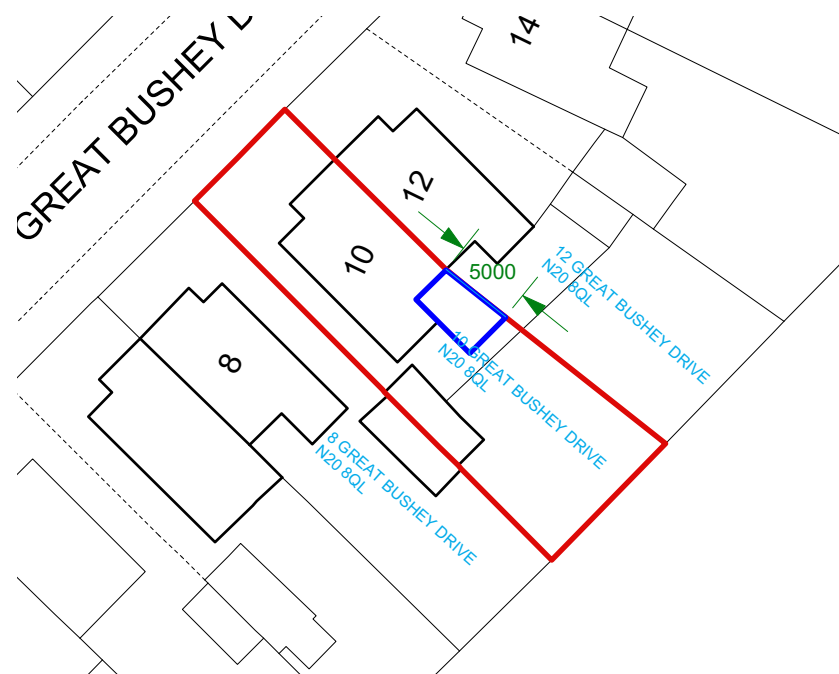 GREAT BUSHEY D
14
12
10
8
5000
12 GREAT BUSHEY DRIVE
N20 8QL
10 GREAT BUSHEY DRIVE
N20 8QL
8 GREAT BUSHEY DRIVE
N20 8QL